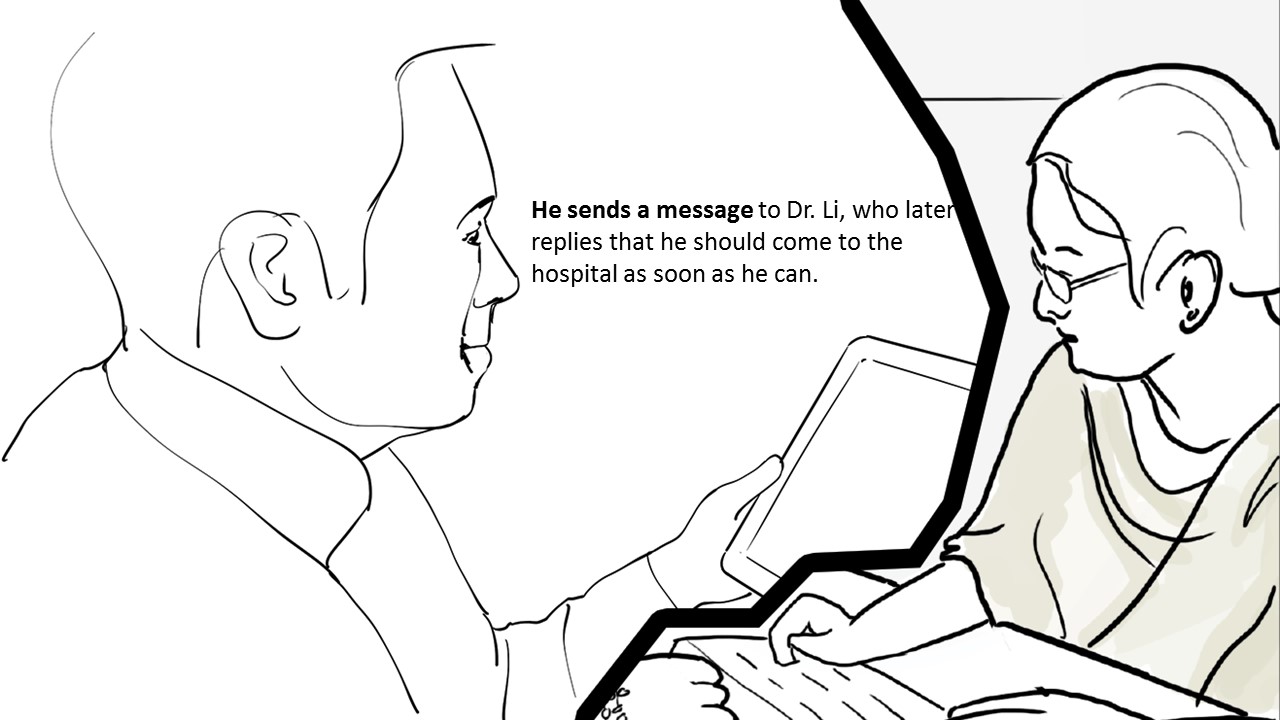 He sends a message to Dr. Li, who later
replies that he should come to the
hospital as soon as he can.